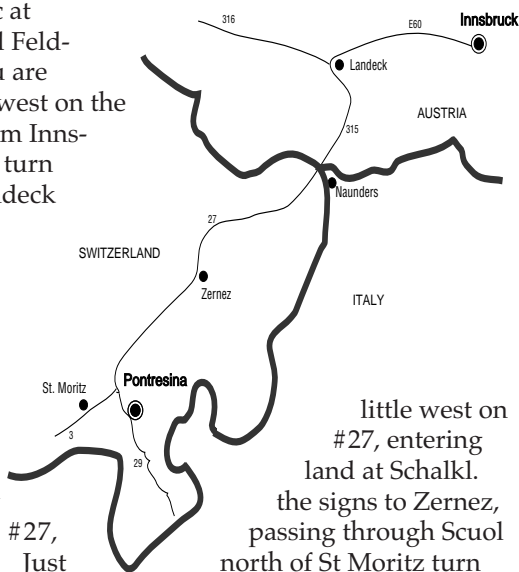 c at
l Feld-
u are
west on the
m Inns-
turn
deck
316
E60
Innsbruck
Landeck
AUSTRIA
315
Naunders
27
SWITZERLAND
Zernez
ITALY
St. Moritz
Pontresina
3
29
little west on
#27, entering
land at Schalkl.
the signs to Zernez,
#27,
passing through Scuol
Just
north of St Moritz turn